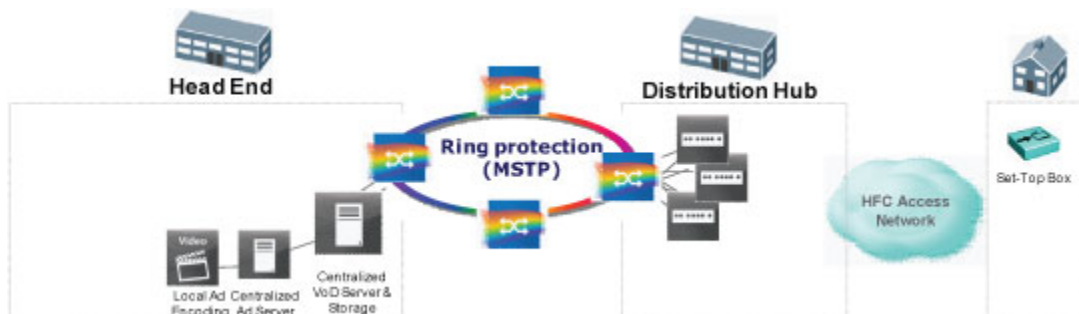 Head End
Distribution Hub
Ring protection
(MSTP)
Set-Top Box
HFC Access
Network
Video
Local Ad
Encoding
Centralized
Ad Server
Centralized
VoD Server &
Storage